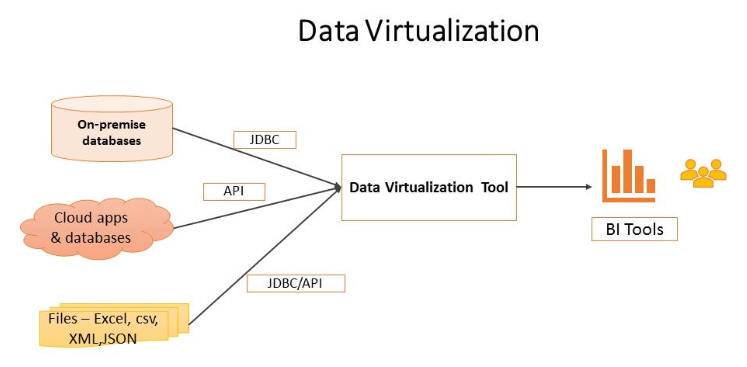 Data Virtualization
On-premise
databases
JDBC
API
Data Virtualization Tool
Cloud apps
& databases
BI Tools
JDBC/API
Files – Excel, csv,
XML,JSON